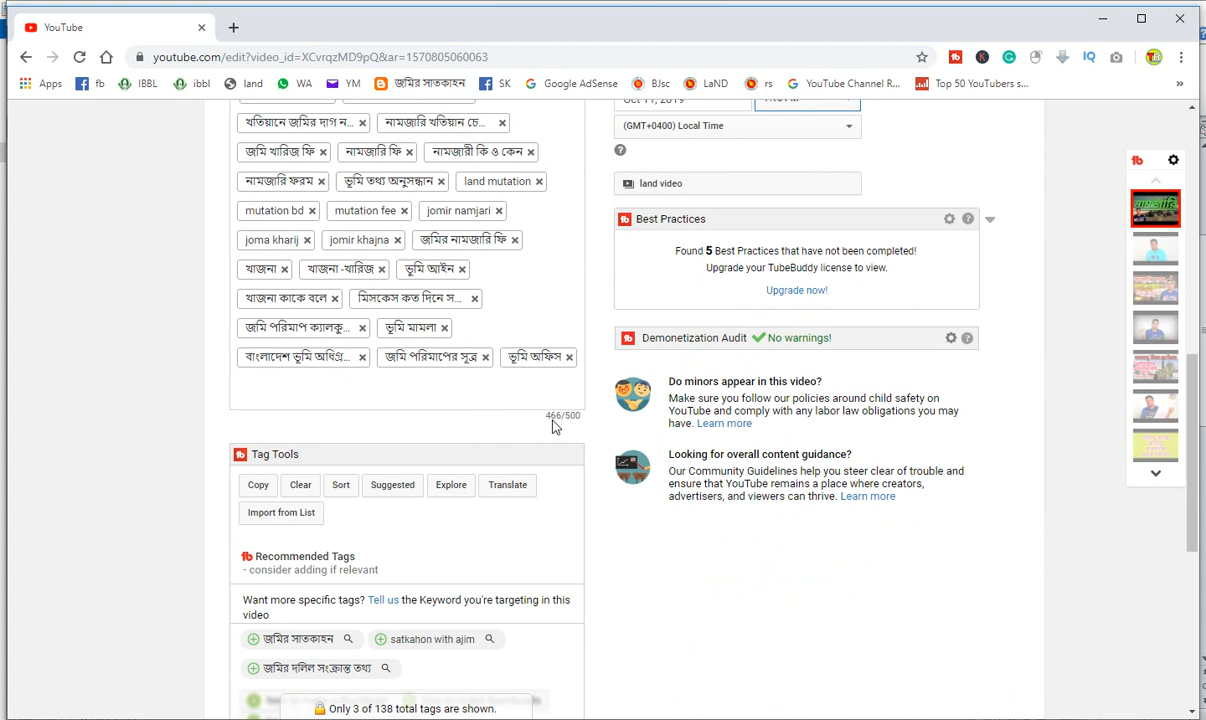 YouTube
youtube.com/edit?video_id=XCvrqzMD9pQ&ar=1570805060063
Apps fb IBBL ibbl land WA YM জমির সাতকাহন SK Google AdSense BJsc LaND rs YouTube Channel R... Top 50 YouTubers s... »
Oct 11, 2019
(GMT+0400) Local Time
খতিয়ানে জমির দাগ ন... নামজারি খতিয়ান চে...
জমি খারিজ ফি নামজারি ফি নামজারী কি ও কেন
নামজারি ফরম ভূমি তথ্য অনুসন্ধান land mutation
mutation bd mutation fee jomir namjari
joma kharij jomir khajna জমির নামজারি ফি
খাজনা খাজনা -খারিজ ভূমি আইন
খাজনা কাকে বলে মিসকেস কত দিনে স...
জমি পরিমাপ ক্যালকু... ভূমি মামলা
বাংলাদেশ ভূমি অধিগ্র... জমি পরিমাপের সূত্র ভূমি অফিস
466/500
Tag Tools
Copy Clear Sort Suggested Explore Translate
Import from List
Recommended Tags
- consider adding if relevant
Want more specific tags? Tell us the Keyword you're targeting in this
video
জমির সাতকাহন satkahon with ajim
জমির দলিল সংক্রান্ত তথ্য
Only 3 of 138 total tags are shown.
land video
Best Practices
Found 5 Best Practices that have not been completed!
Upgrade your TubeBuddy license to view.
Upgrade now!
Demonetization Audit No warnings!
Do minors appear in this video?
Make sure you follow our policies around child safety on
YouTube and comply with any labor law obligations you may
have. Learn more
Looking for overall content guidance?
Our Community Guidelines help you steer clear of trouble and
ensure that YouTube remains a place where creators,
advertisers, and viewers can thrive. Learn more